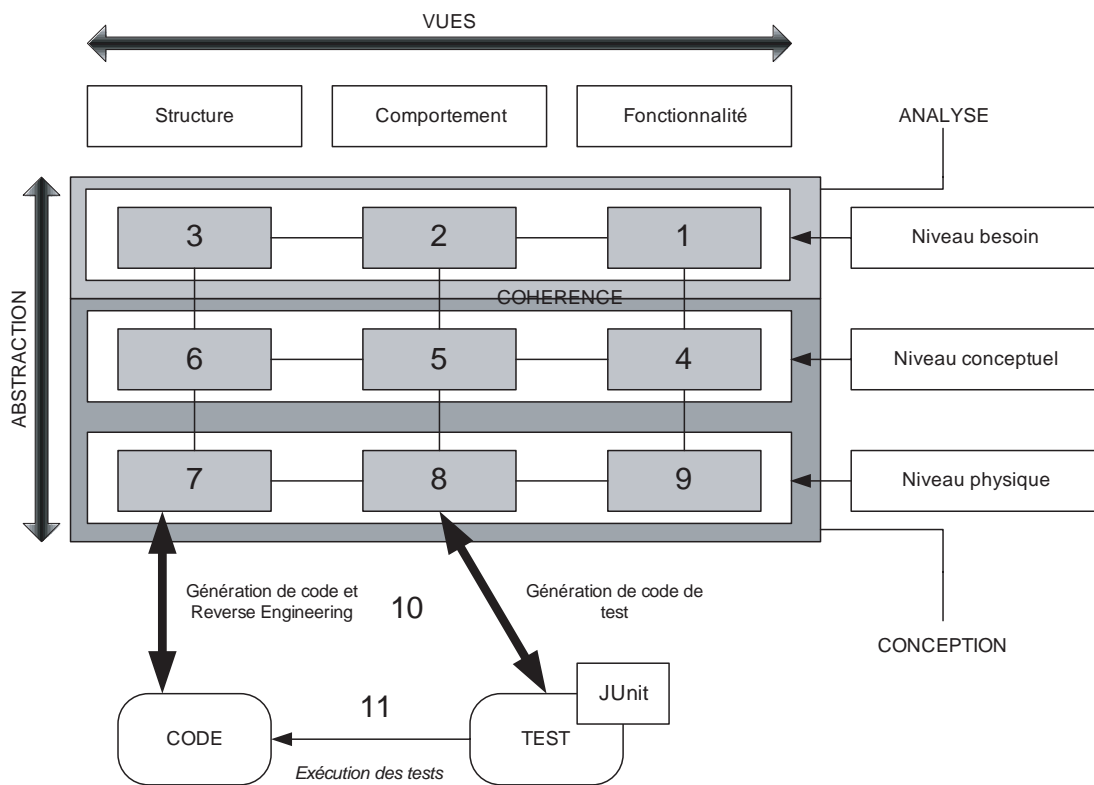 VUES
Structure
Comportement
Fonctionnalité
ANALYSE
ABSTRACTION
3
2
1
Niveau besoin
COHERENCE
6
5
4
Niveau conceptuel
7
8
9
Niveau physique
Génération de code et
Reverse Engineering
10
Génération de code de
test
CONCEPTION
JUnit
11
CODE
TEST
Exécution des tests